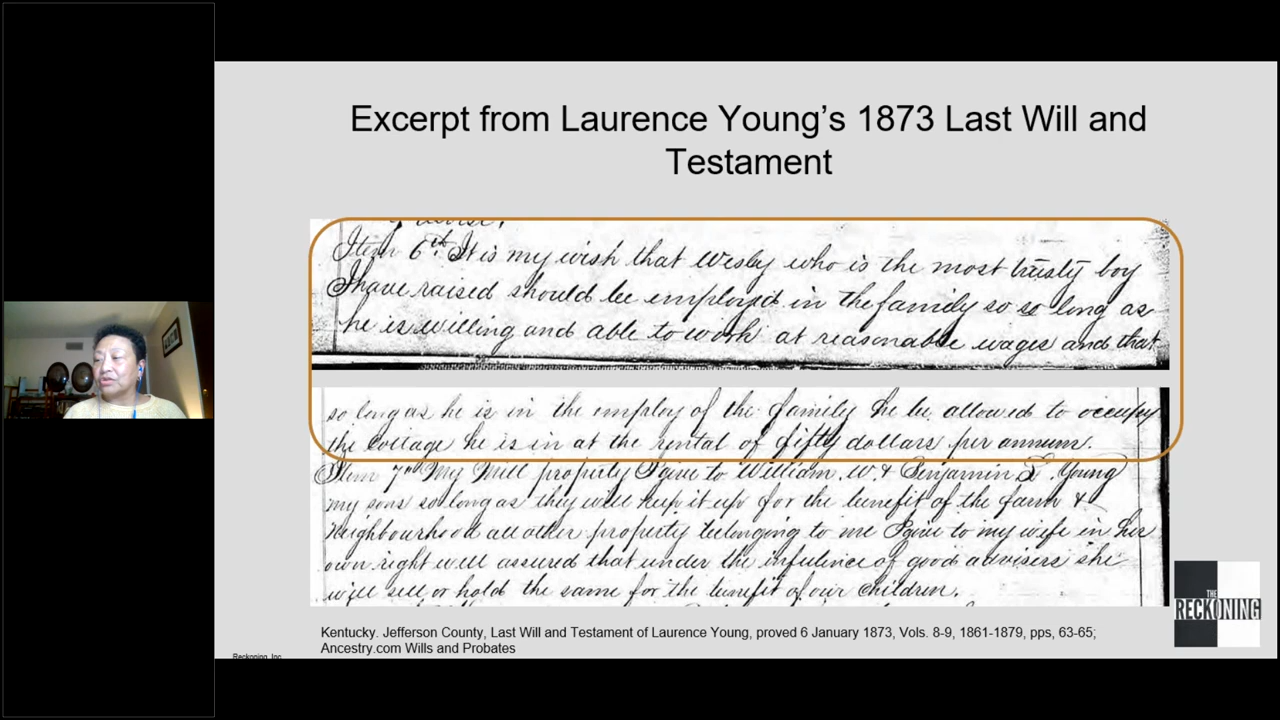 Excerpt from Laurence Young's 1873 Last Will and
Testament
advise.
Item 6th. It is my wish that Wesly who is the most trusty boy
I have raised should be employed in the family so so long as
he is willing and able to work at reasonable wages and that
so long as he is in the employ of the family he be allowed to occupy
the cottage he is in at the rental of fifty dollars per annum.
Item 7th My Mill property I give to William. W. & Benjamin Young
my sons so long as they will keep it up for the benefit of the farm &
Neighbourhood all other property belonging to me I give to my wife in her
own right well assured that under the infulence of good advisers she
will sell or hold the same for the benefit of our children.
Kentucky. Jefferson County, Last Will and Testament of Laurence Young, proved 6 January 1873, Vols. 8-9, 1861-1879, pps, 63-65;
Ancestry.com Wills and Probates
Reckoning, Inc.
THE
RECKONING